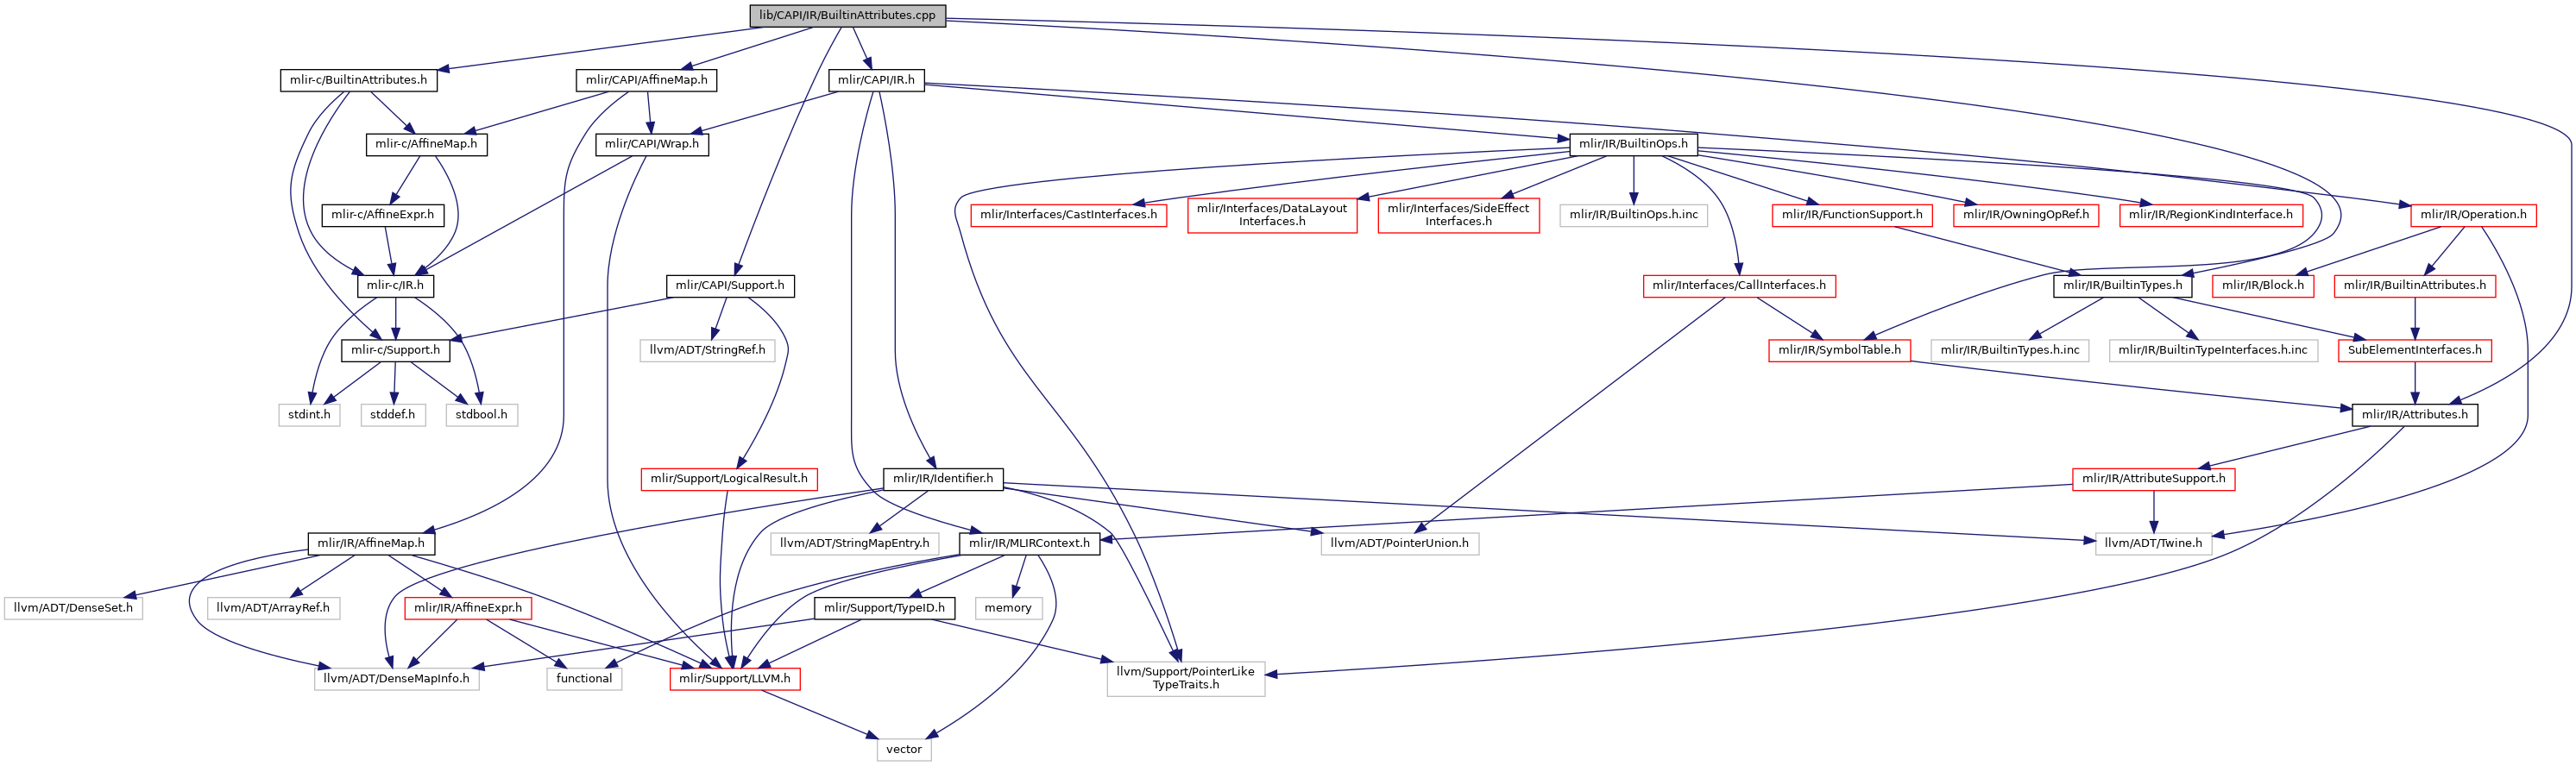 lib/CAPI/IR/BuiltinAttributes.cpp
mlir-c/BuiltinAttributes.h
mlir/CAPI/AffineMap.h
mlir/CAPI/IR.h
mlir-c/AffineMap.h
mlir/CAPI/Wrap.h
mlir/IR/BuiltinOps.h
mlir-c/AffineExpr.h
mlir/Interfaces/CastInterfaces.h
mlir/Interfaces/DataLayout
Interfaces.h
mlir/Interfaces/SideEffect
Interfaces.h
mlir/IR/BuiltinOps.h.inc
mlir/IR/FunctionSupport.h
mlir/IR/OwningOpRef.h
mlir/IR/RegionKindInterface.h
mlir/IR/Operation.h
mlir-c/IR.h
mlir/CAPI/Support.h
mlir/Interfaces/CallInterfaces.h
mlir/IR/BuiltinTypes.h
mlir/IR/Block.h
mlir/IR/BuiltinAttributes.h
mlir-c/Support.h
llvm/ADT/StringRef.h
mlir/IR/SymbolTable.h
mlir/IR/BuiltinTypes.h.inc
mlir/IR/BuiltinTypeInterfaces.h.inc
SubElementInterfaces.h
stdint.h
stddef.h
stdbool.h
mlir/IR/Attributes.h
mlir/Support/LogicalResult.h
mlir/IR/Identifier.h
mlir/IR/AttributeSupport.h
mlir/IR/AffineMap.h
llvm/ADT/StringMapEntry.h
mlir/IR/MLIRContext.h
llvm/ADT/PointerUnion.h
llvm/ADT/Twine.h
llvm/ADT/DenseSet.h
llvm/ADT/ArrayRef.h
mlir/IR/AffineExpr.h
mlir/Support/TypeID.h
memory
llvm/ADT/DenseMapInfo.h
functional
mlir/Support/LLVM.h
llvm/Support/PointerLike
TypeTraits.h
vector